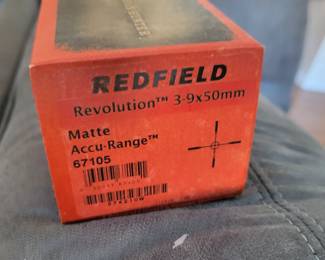 REDFIELD
Revolution™ 3-9x50mm
Matte
Accu-Range™
67105